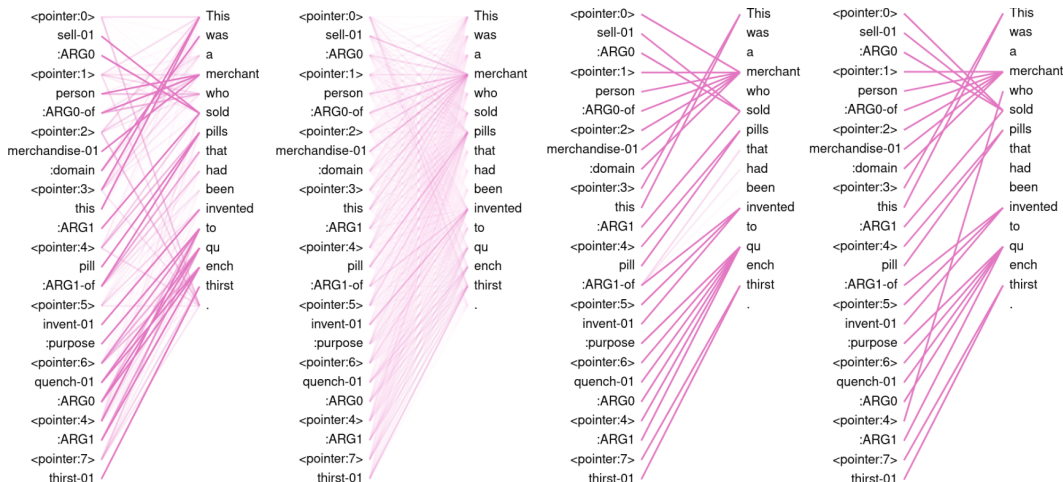 <pointer:0> This <pointer:0> This <pointer:0> This <pointer:0> This
sell-01 was sell-01 was sell-01 was sell-01 was
:ARG0 a :ARG0 a :ARG0 a :ARG0 a
<pointer:1> merchant <pointer:1> merchant <pointer:1> merchant <pointer:1> merchant
person who person who person who person who
:ARG0-of sold :ARG0-of sold :ARG0-of sold :ARG0-of sold
<pointer:2> pills <pointer:2> pills <pointer:2> pills <pointer:2> pills
merchandise-01 that merchandise-01 that merchandise-01 that merchandise-01 that
:domain had :domain had :domain had :domain had
<pointer:3> been <pointer:3> been <pointer:3> been <pointer:3> been
this invented this invented this invented this invented
:ARG1 to :ARG1 to :ARG1 to :ARG1 to
<pointer:4> qu <pointer:4> qu <pointer:4> qu <pointer:4> qu
pill ench pill ench pill ench pill ench
:ARG1-of thirst :ARG1-of thirst :ARG1-of thirst :ARG1-of thirst
<pointer:5> . <pointer:5> . <pointer:5> . <pointer:5> .
invent-01 invent-01 invent-01 invent-01
:purpose :purpose :purpose :purpose
<pointer:6> <pointer:6> <pointer:6> <pointer:6>
quench-01 quench-01 quench-01 quench-01
:ARG0 :ARG0 :ARG0 :ARG0
<pointer:4> <pointer:4> <pointer:4> <pointer:4>
:ARG1 :ARG1 :ARG1 :ARG1
<pointer:7> <pointer:7> <pointer:7> <pointer:7>
thirst-01 thirst-01 thirst-01 thirst-01